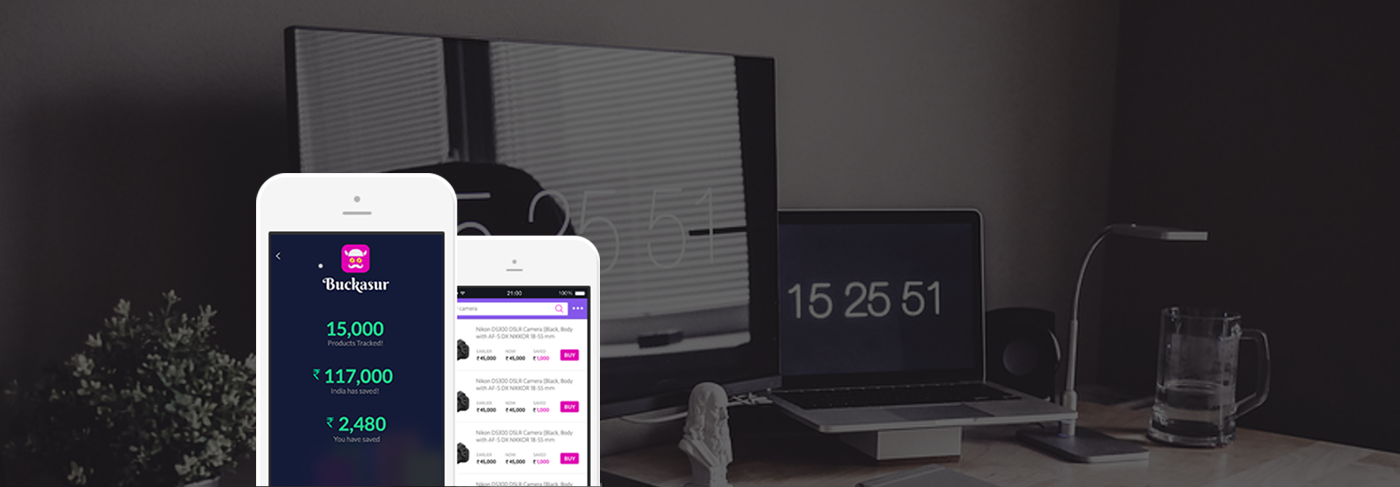 Buckasur
15,000
Products Tracked!
₹ 117,000
India has saved!
₹ 2,480
You have saved
21:00
100%
camera
Nikon D5300 DSLR Camera (Black, Body
with AF-S DX NIKKOR 18-55 mm
EARLIER NOW SAVED
₹45,000 ₹45,000 ₹1,000 BUY
Nikon D5300 DSLR Camera (Black, Body
with AF-S DX NIKKOR 18-55 mm
EARLIER NOW SAVED
₹45,000 ₹45,000 ₹1,000 BUY
Nikon D5300 DSLR Camera (Black, Body
with AF-S DX NIKKOR 18-55 mm
EARLIER NOW SAVED
₹45,000 ₹45,000 ₹1,000 BUY
Nikon D5300 DSLR Camera (Black, Body
25 51
15 25 51